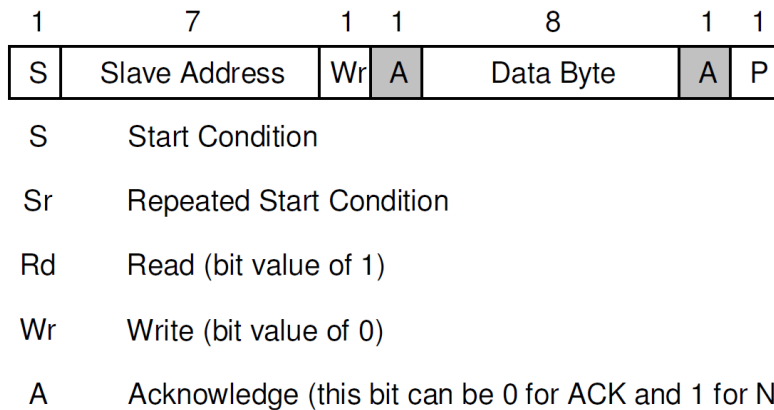 1 7 1 1 8 1 1
S Slave Address Wr A Data Byte A P
S Start Condition
Sr Repeated Start Condition
Rd Read (bit value of 1)
Wr Write (bit value of 0)
A Acknowledge (this bit can be 0 for ACK and 1 for N